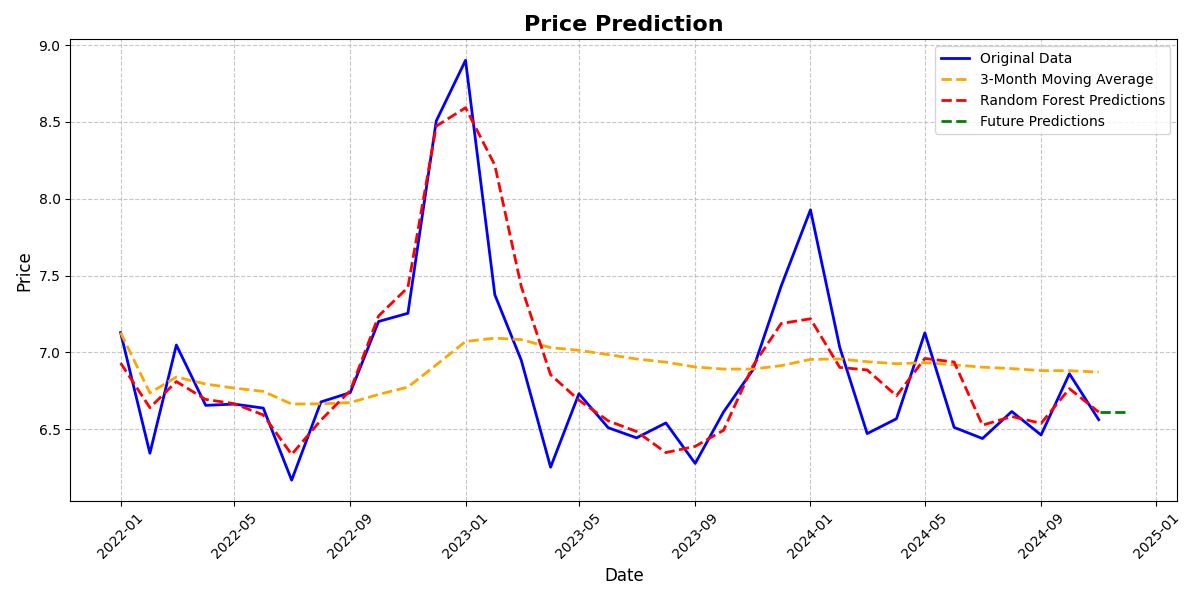 Price Prediction
Original Data
3-Month Moving Average
Random Forest Predictions
Future Predictions
Price
9.0
8.5
8.0
7.5
7.0
6.5
2022-01
2022-05
2022-09
2023-01
2023-05
2023-09
2024-01
2024-05
2024-09
2025-01
Date